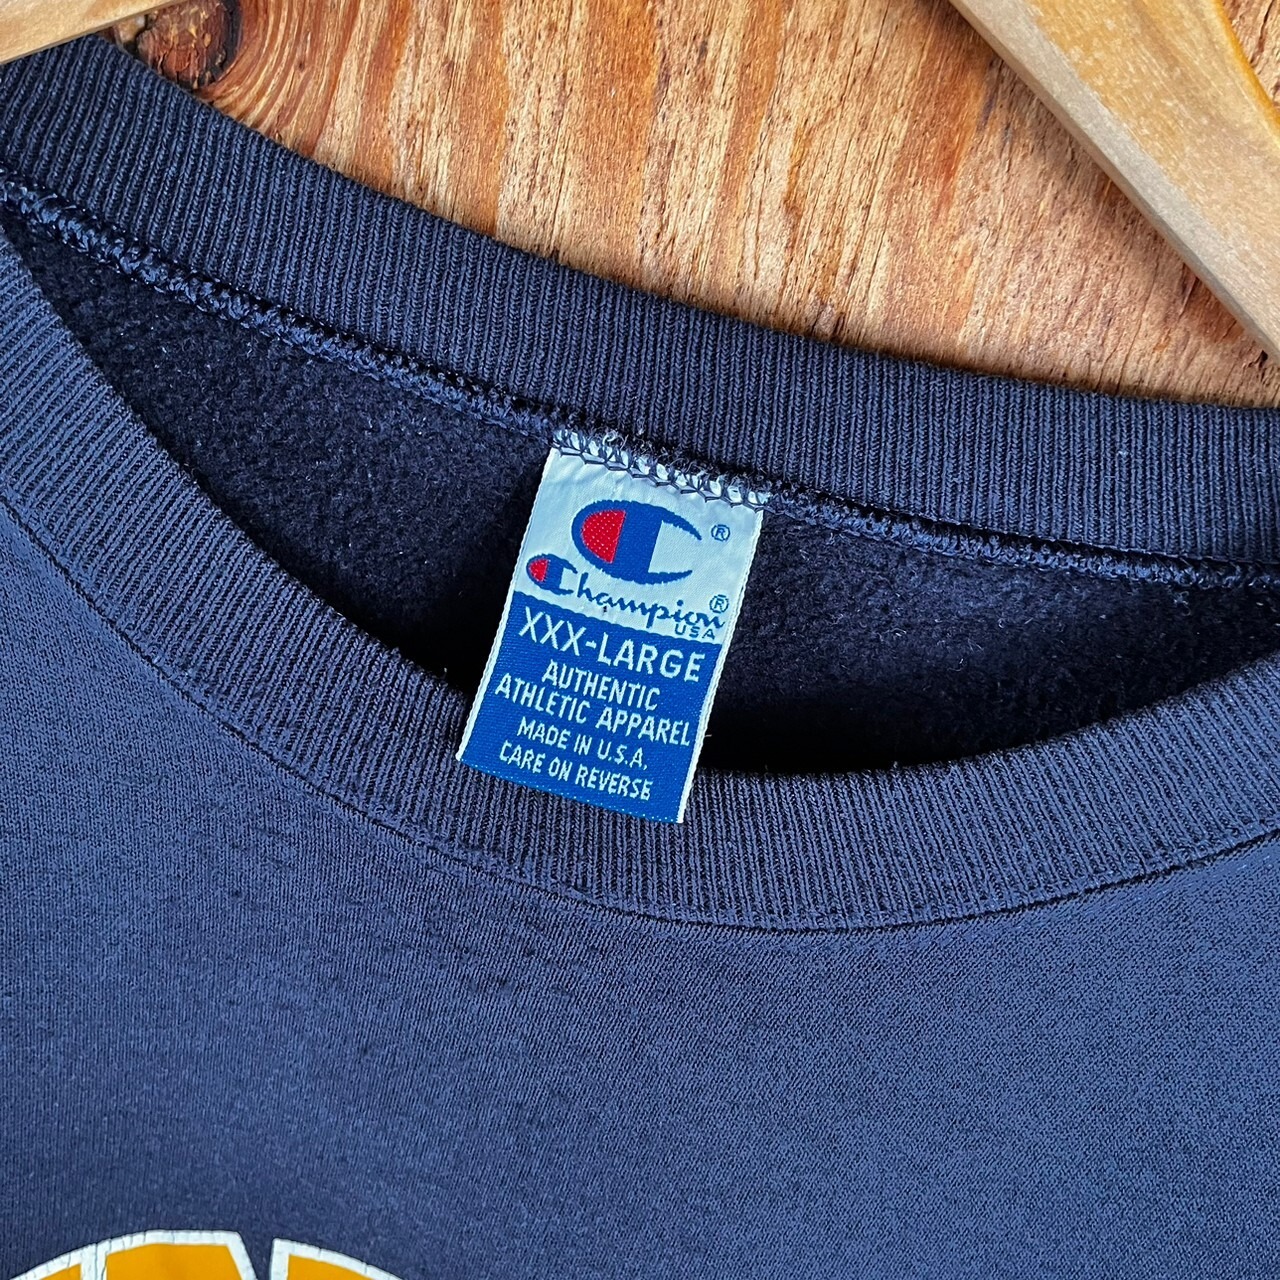 ®
Champion®
USA
XXX-LARGE
AUTHENTIC
ATHLETIC APPAREL
MADE IN U.S.A.
CARE ON REVERSE